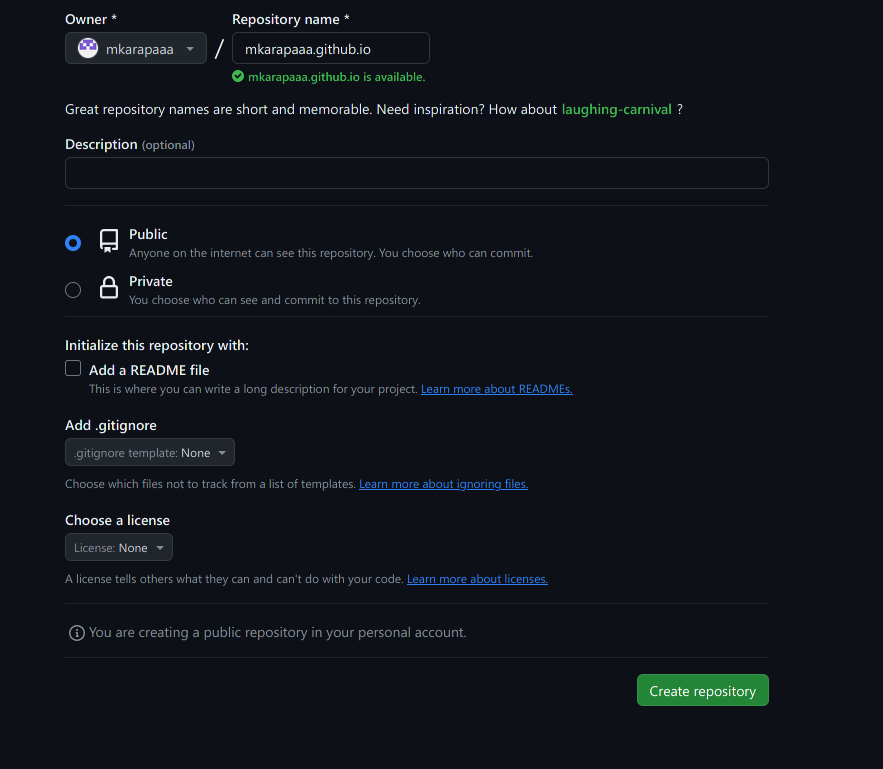 Owner * Repository name *
mkarapaaa / mkarapaaa.github.io
mkarapaaa.github.io is available.
Great repository names are short and memorable. Need inspiration? How about laughing-carnival ?
Description (optional)
Public
Anyone on the internet can see this repository. You choose who can commit.
Private
You choose who can see and commit to this repository.
Initialize this repository with:
Add a README file
This is where you can write a long description for your project. Learn more about READMEs.
Add .gitignore
.gitignore template: None
Choose which files not to track from a list of templates. Learn more about ignoring files.
Choose a license
License: None
A license tells others what they can and can't do with your code. Learn more about licenses.
You are creating a public repository in your personal account.
Create repository